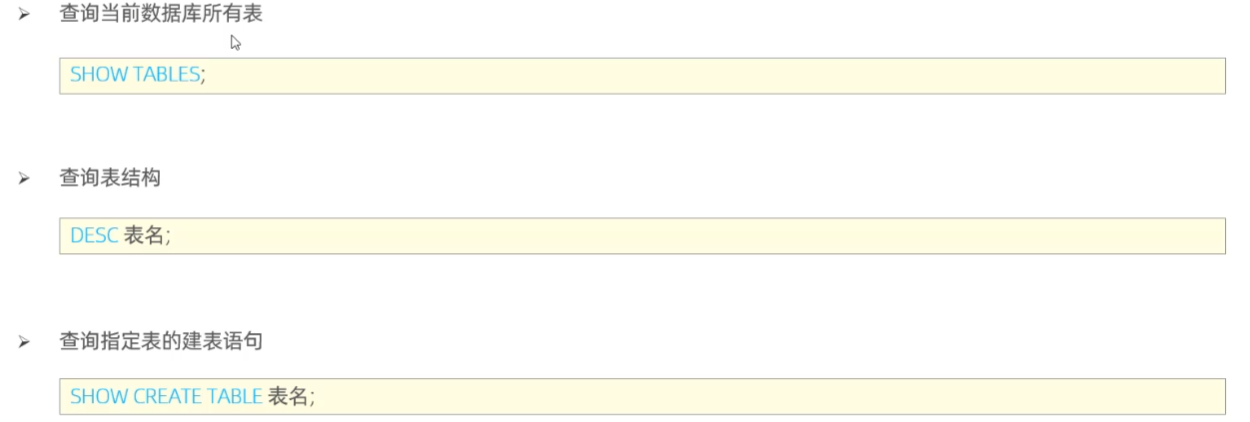 查询当前数据库所有表
SHOW TABLES;
查询表结构
DESC 表名;
查询指定表的建表语句
SHOW CREATE TABLE 表名;